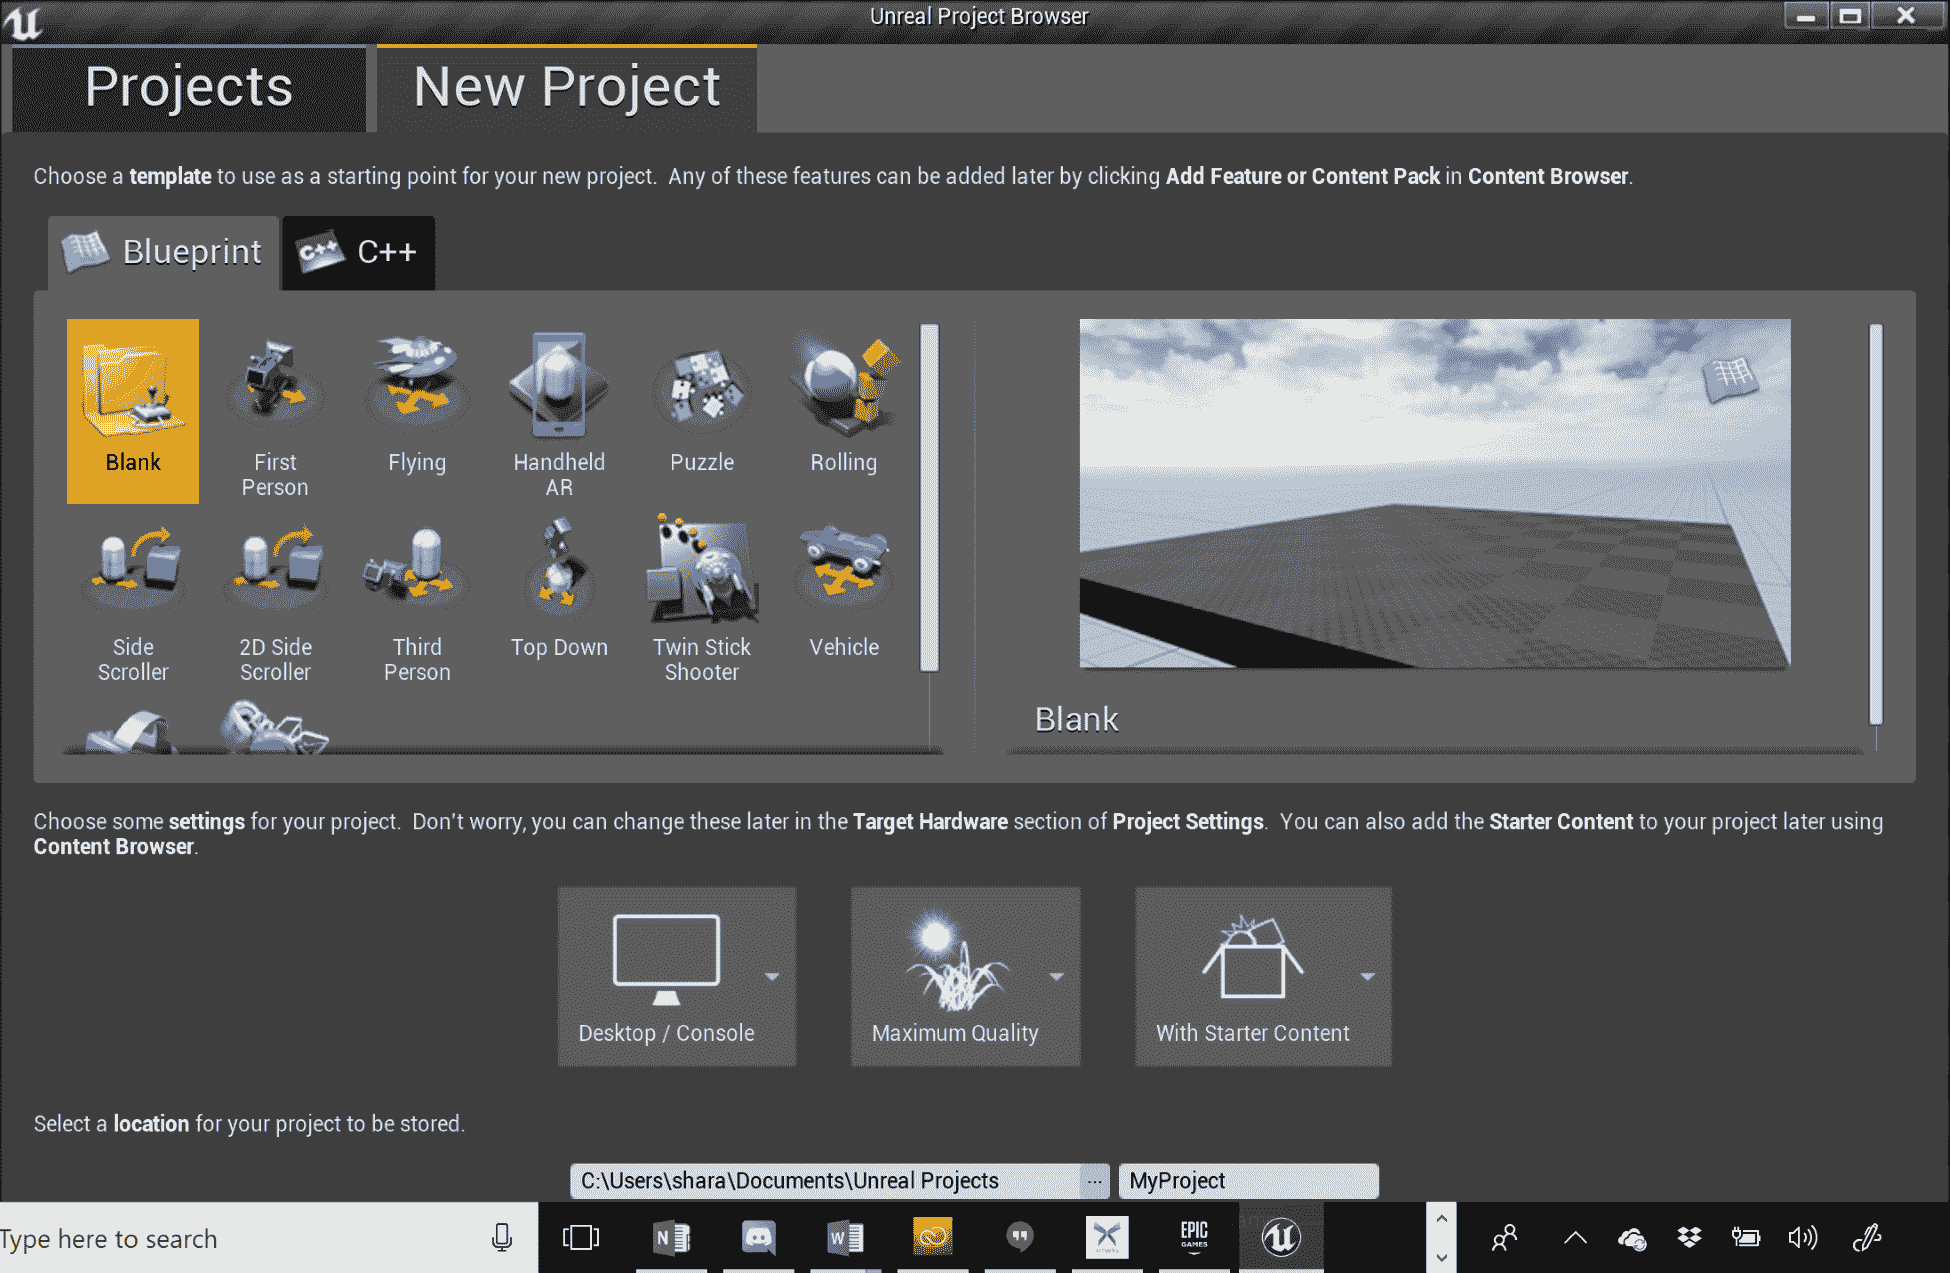 Unreal Project Browser
Projects
New Project
Choose a template to use as a starting point for your new project.  Any of these features can be added later by clicking Add Feature or Content Pack in Content Browser.
Blueprint
C++
C++
Blank
First
Person
Flying
Handheld
AR
Puzzle
Rolling
Side
Scroller
2D Side
Scroller
Third
Person
Top Down
Twin Stick
Shooter
Vehicle
Blank
Choose some settings for your project.  Don't worry, you can change these later in the Target Hardware section of Project Settings.  You can also add the Starter Content to your project later using
Content Browser.
Desktop / Console
Maximum Quality
With Starter Content
Select a location for your project to be stored.
C:\Users\shara\Documents\Unreal Projects
...
MyProject
Type here to search
N
W
EPIC
GAMES